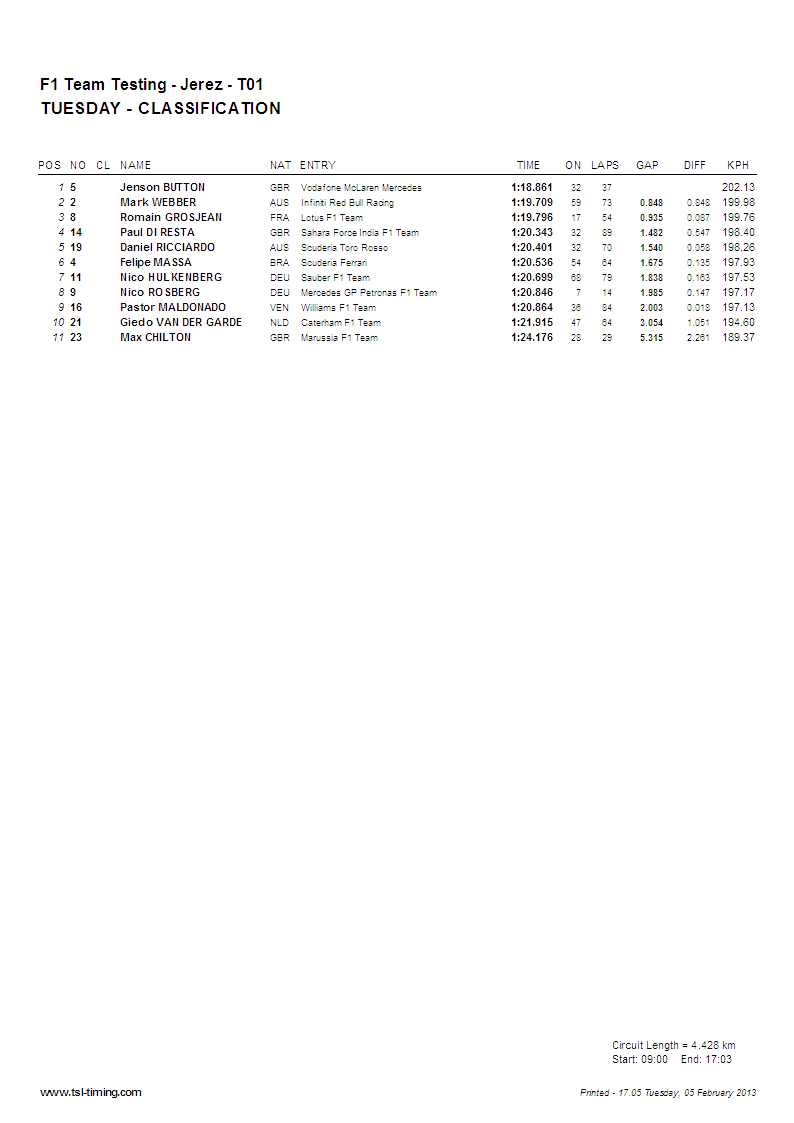 F1 Team Testing - Jerez - T01
TUESDAY - CLASSIFICATION
POS NO CL NAME NAT ENTRY TIME ON LAPS GAP DIFF KPH
1 5 Jenson BUTTON GBR Vodafone McLaren Mercedes 1:18.861 32 37 202.13
2 2 Mark WEBBER AUS Infiniti Red Bull Racing 1:19.709 59 73 0.848 0.848 199.98
3 8 Romain GROSJEAN FRA Lotus F1 Team 1:19.796 17 54 0.935 0.087 199.76
4 14 Paul DI RESTA GBR Sahara Force India F1 Team 1:20.343 32 89 1.482 0.547 198.40
5 19 Daniel RICCIARDO AUS Scuderia Toro Rosso 1:20.401 32 70 1.540 0.058 198.26
6 4 Felipe MASSA BRA Scuderia Ferrari 1:20.536 54 64 1.675 0.135 197.93
7 11 Nico HULKENBERG DEU Sauber F1 Team 1:20.699 68 79 1.838 0.163 197.53
8 9 Nico ROSBERG DEU Mercedes GP Petronas F1 Team 1:20.846 7 14 1.985 0.147 197.17
9 16 Pastor MALDONADO VEN Williams F1 Team 1:20.864 36 84 2.003 0.018 197.13
10 21 Giedo VAN DER GARDE NLD Caterham F1 Team 1:21.915 47 64 3.054 1.051 194.60
11 23 Max CHILTON GBR Marussia F1 Team 1:24.176 28 29 5.315 2.261 189.37
Circuit Length = 4.428 km
Start: 09:00 End: 17:03
www.tsl-timing.com Printed - 17.05 Tuesday, 05 February 2013